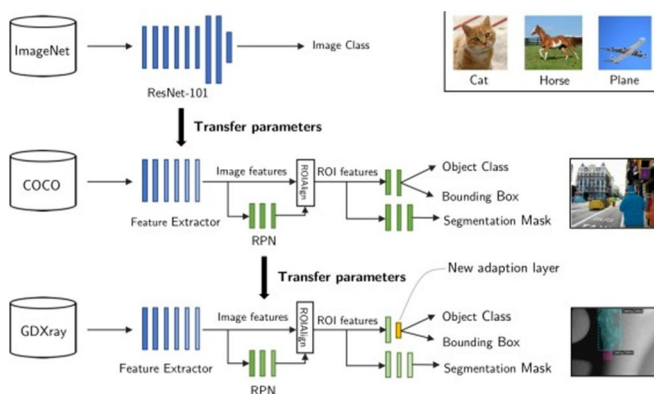 ImageNet
ResNet-101
Image Class
Cat
Horse
Plane
Transfer parameters
COCO
Feature Extractor
Image features
RPN
ROIAlign
ROI features
Object Class
Bounding Box
Segmentation Mask
Transfer parameters
New adaption layer
GDXray
Feature Extractor
Image features
RPN
ROIAlign
ROI features
Object Class
Bounding Box
Segmentation Mask